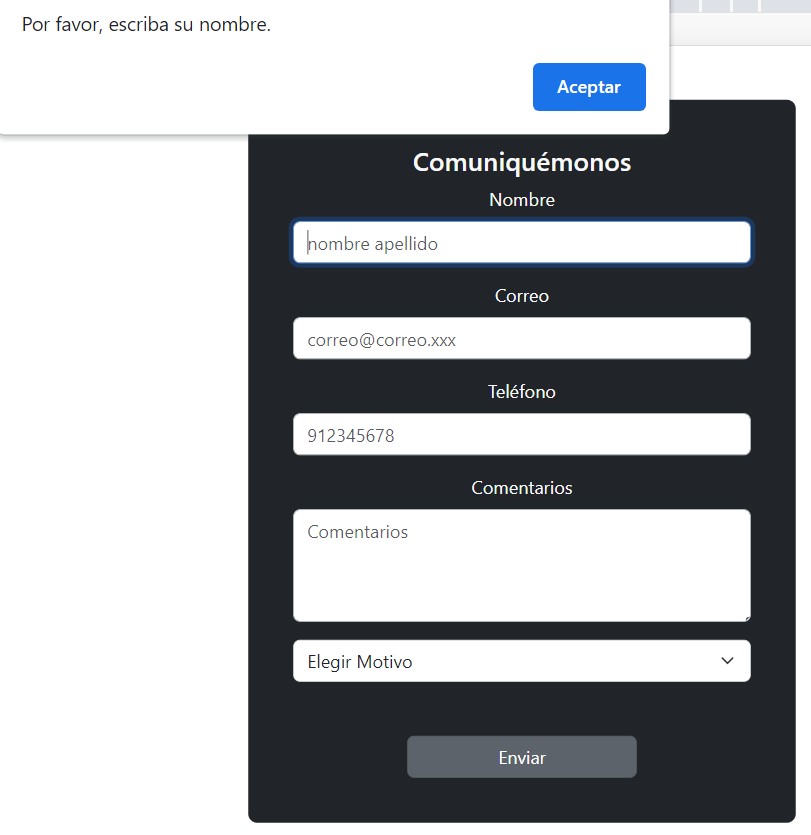 Por favor, escriba su nombre.
Aceptar
Comuniquémonos
Nombre
nombre apellido
Correo
correo@correo.xxx
Teléfono
912345678
Comentarios
Comentarios
Elegir Motivo
Enviar